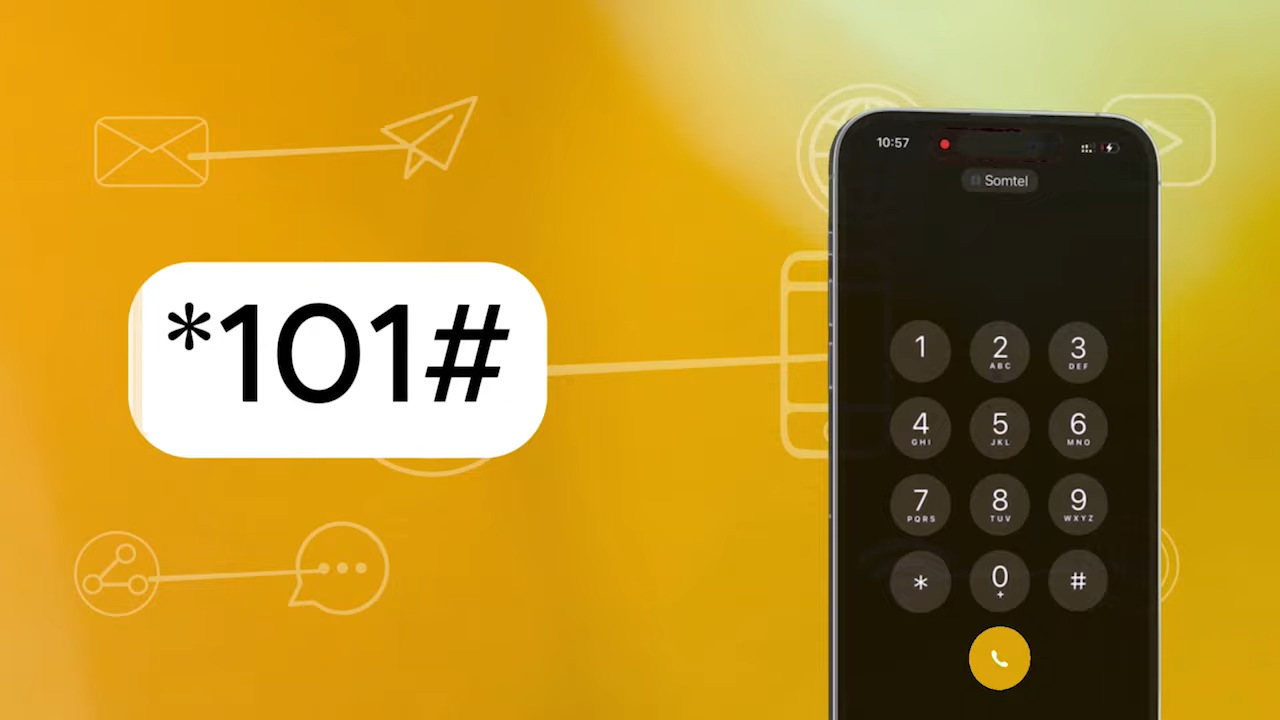 *101#
10:57
Somtel
1
2
ABC
3
DEF
4
GHI
5
JKL
6
MNO
7
PQRS
8
TUV
9
WXYZ
*
0
+
#